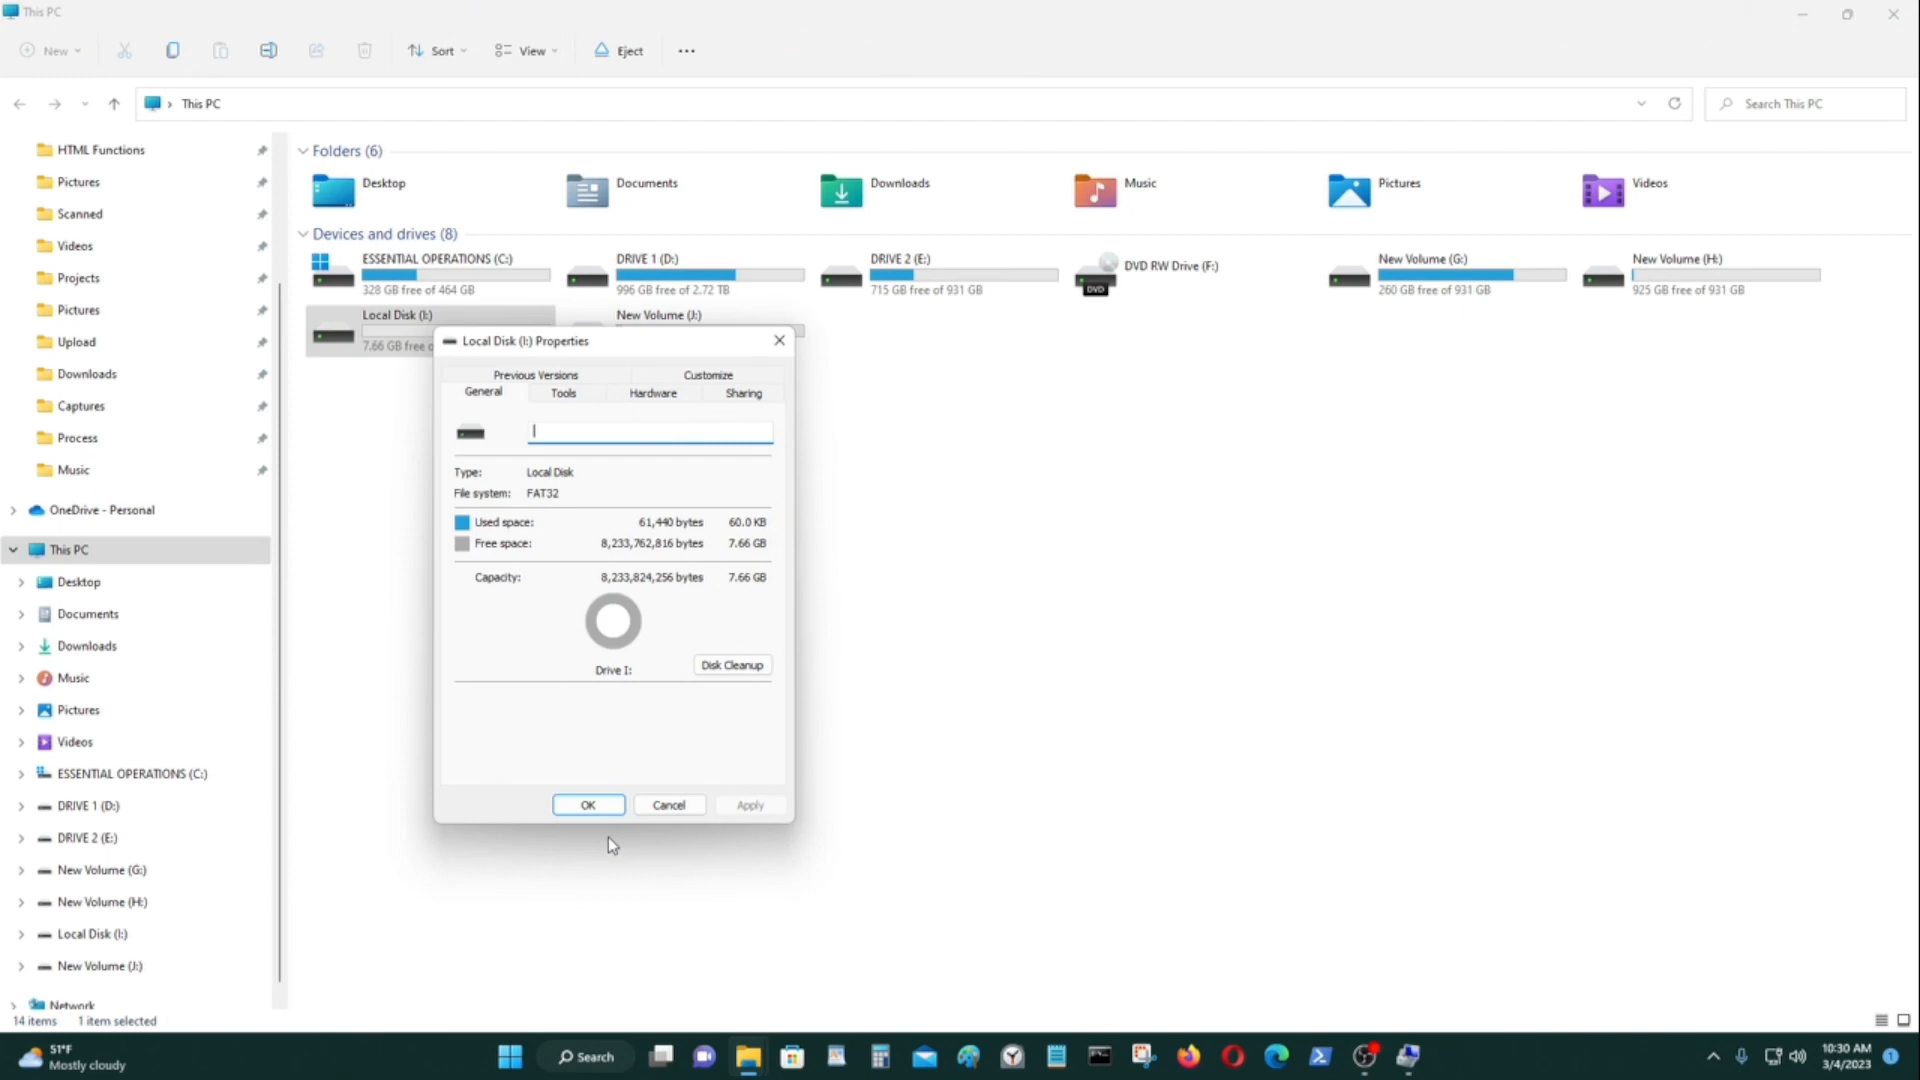 This PC
New
Sort
View
Eject
This PC
Search This PC
HTML Functions
Pictures
Scanned
Videos
Projects
Pictures
Upload
Downloads
Captures
Process
Music
OneDrive - Personal
This PC
Desktop
Documents
Downloads
Music
Pictures
Videos
ESSENTIAL OPERATIONS (C:)
DRIVE 1 (D:)
DRIVE 2 (E:)
New Volume (G:)
New Volume (H:)
Local Disk (I:)
New Volume (J:)
Network
Folders (6)
Desktop
Documents
Downloads
Music
Pictures
Videos
Devices and drives (8)
ESSENTIAL OPERATIONS (C:)
328 GB free of 464 GB
DRIVE 1 (D:)
996 GB free of 2.72 TB
DRIVE 2 (E:)
715 GB free of 931 GB
DVD RW Drive (F:)
DVD
New Volume (G:)
260 GB free of 931 GB
New Volume (H:)
925 GB free of 931 GB
Local Disk (I:)
7.66 GB free
New Volume (J:)
Local Disk (I:) Properties
Previous Versions Customize
General Tools Hardware Sharing
Type: Local Disk
File system: FAT32
Used space: 61,440 bytes 60.0 KB
Free space: 8,233,762,816 bytes 7.66 GB
Capacity: 8,233,824,256 bytes 7.66 GB
Drive I:
Disk Cleanup
OK Cancel Apply
14 items 1 item selected
51°F
Mostly cloudy
Search
10:30 AM
3/4/2023
1